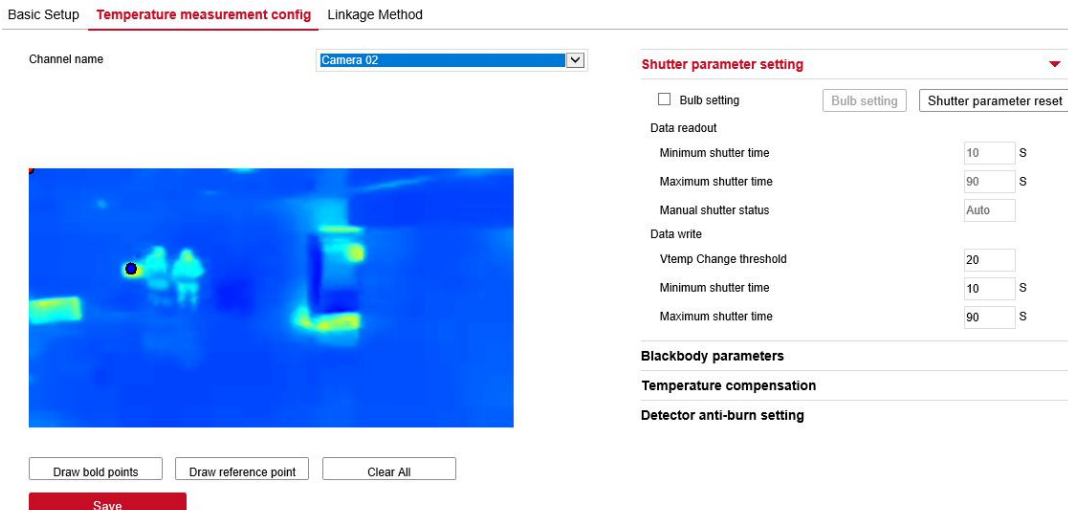 Basic Setup Temperature measurement config Linkage Method
Channel name Camera 02
Shutter parameter setting
Bulb setting Bulb setting Shutter parameter reset
Data readout
Minimum shutter time 10 S
Maximum shutter time 90 S
Manual shutter status Auto
Data write
Vtemp Change threshold 20
Minimum shutter time 10 S
Maximum shutter time 90 S
Blackbody parameters
Temperature compensation
Detector anti-burn setting
Draw bold points Draw reference point Clear All
Save